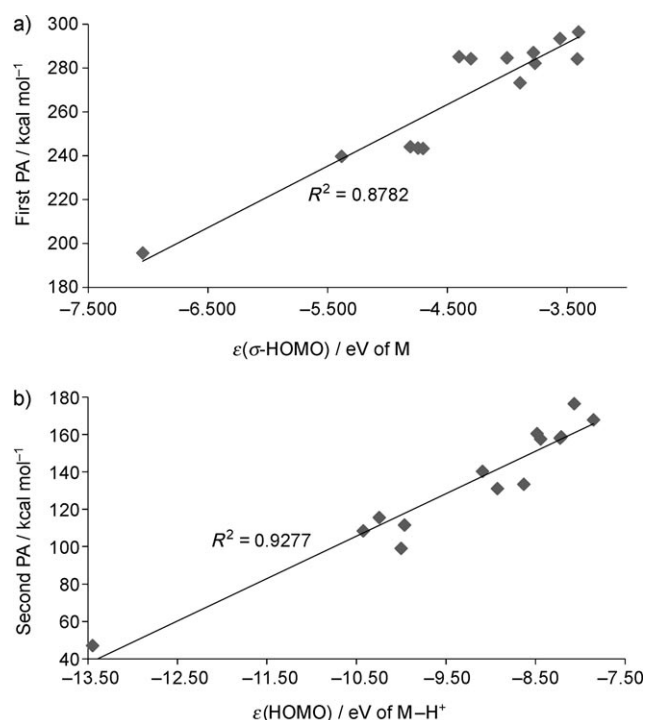 a)
300
280
260
240
220
200
180
First PA / kcal mol⁻¹
R² = 0.8782
–7.500 –6.500 –5.500 –4.500 –3.500
ε(σ-HOMO) / eV of M
b)
180
160
140
120
100
80
60
40
Second PA / kcal mol⁻¹
R² = 0.9277
–13.50 –12.50 –11.50 –10.50 –9.50 –8.50 –7.50
ε(HOMO) / eV of M–H⁺